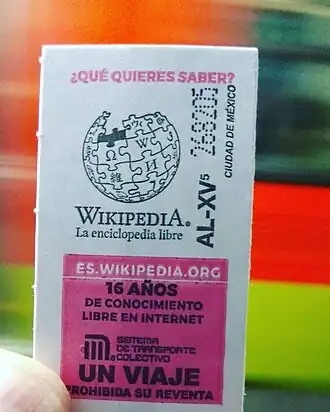 ¿QUÉ QUIERES SABER?
WIKIPEDIA®
La enciclopedia libre
AL-XV⁵
268205
CIUDAD DE MÉXICO
ES.WIKIPEDIA.ORG
16 AÑOS
DE CONOCIMIENTO
LIBRE EN INTERNET
SISTEMA
DE TRANSPORTE
COLECTIVO
UN VIAJE
PROHIBIDA SU REVENTA